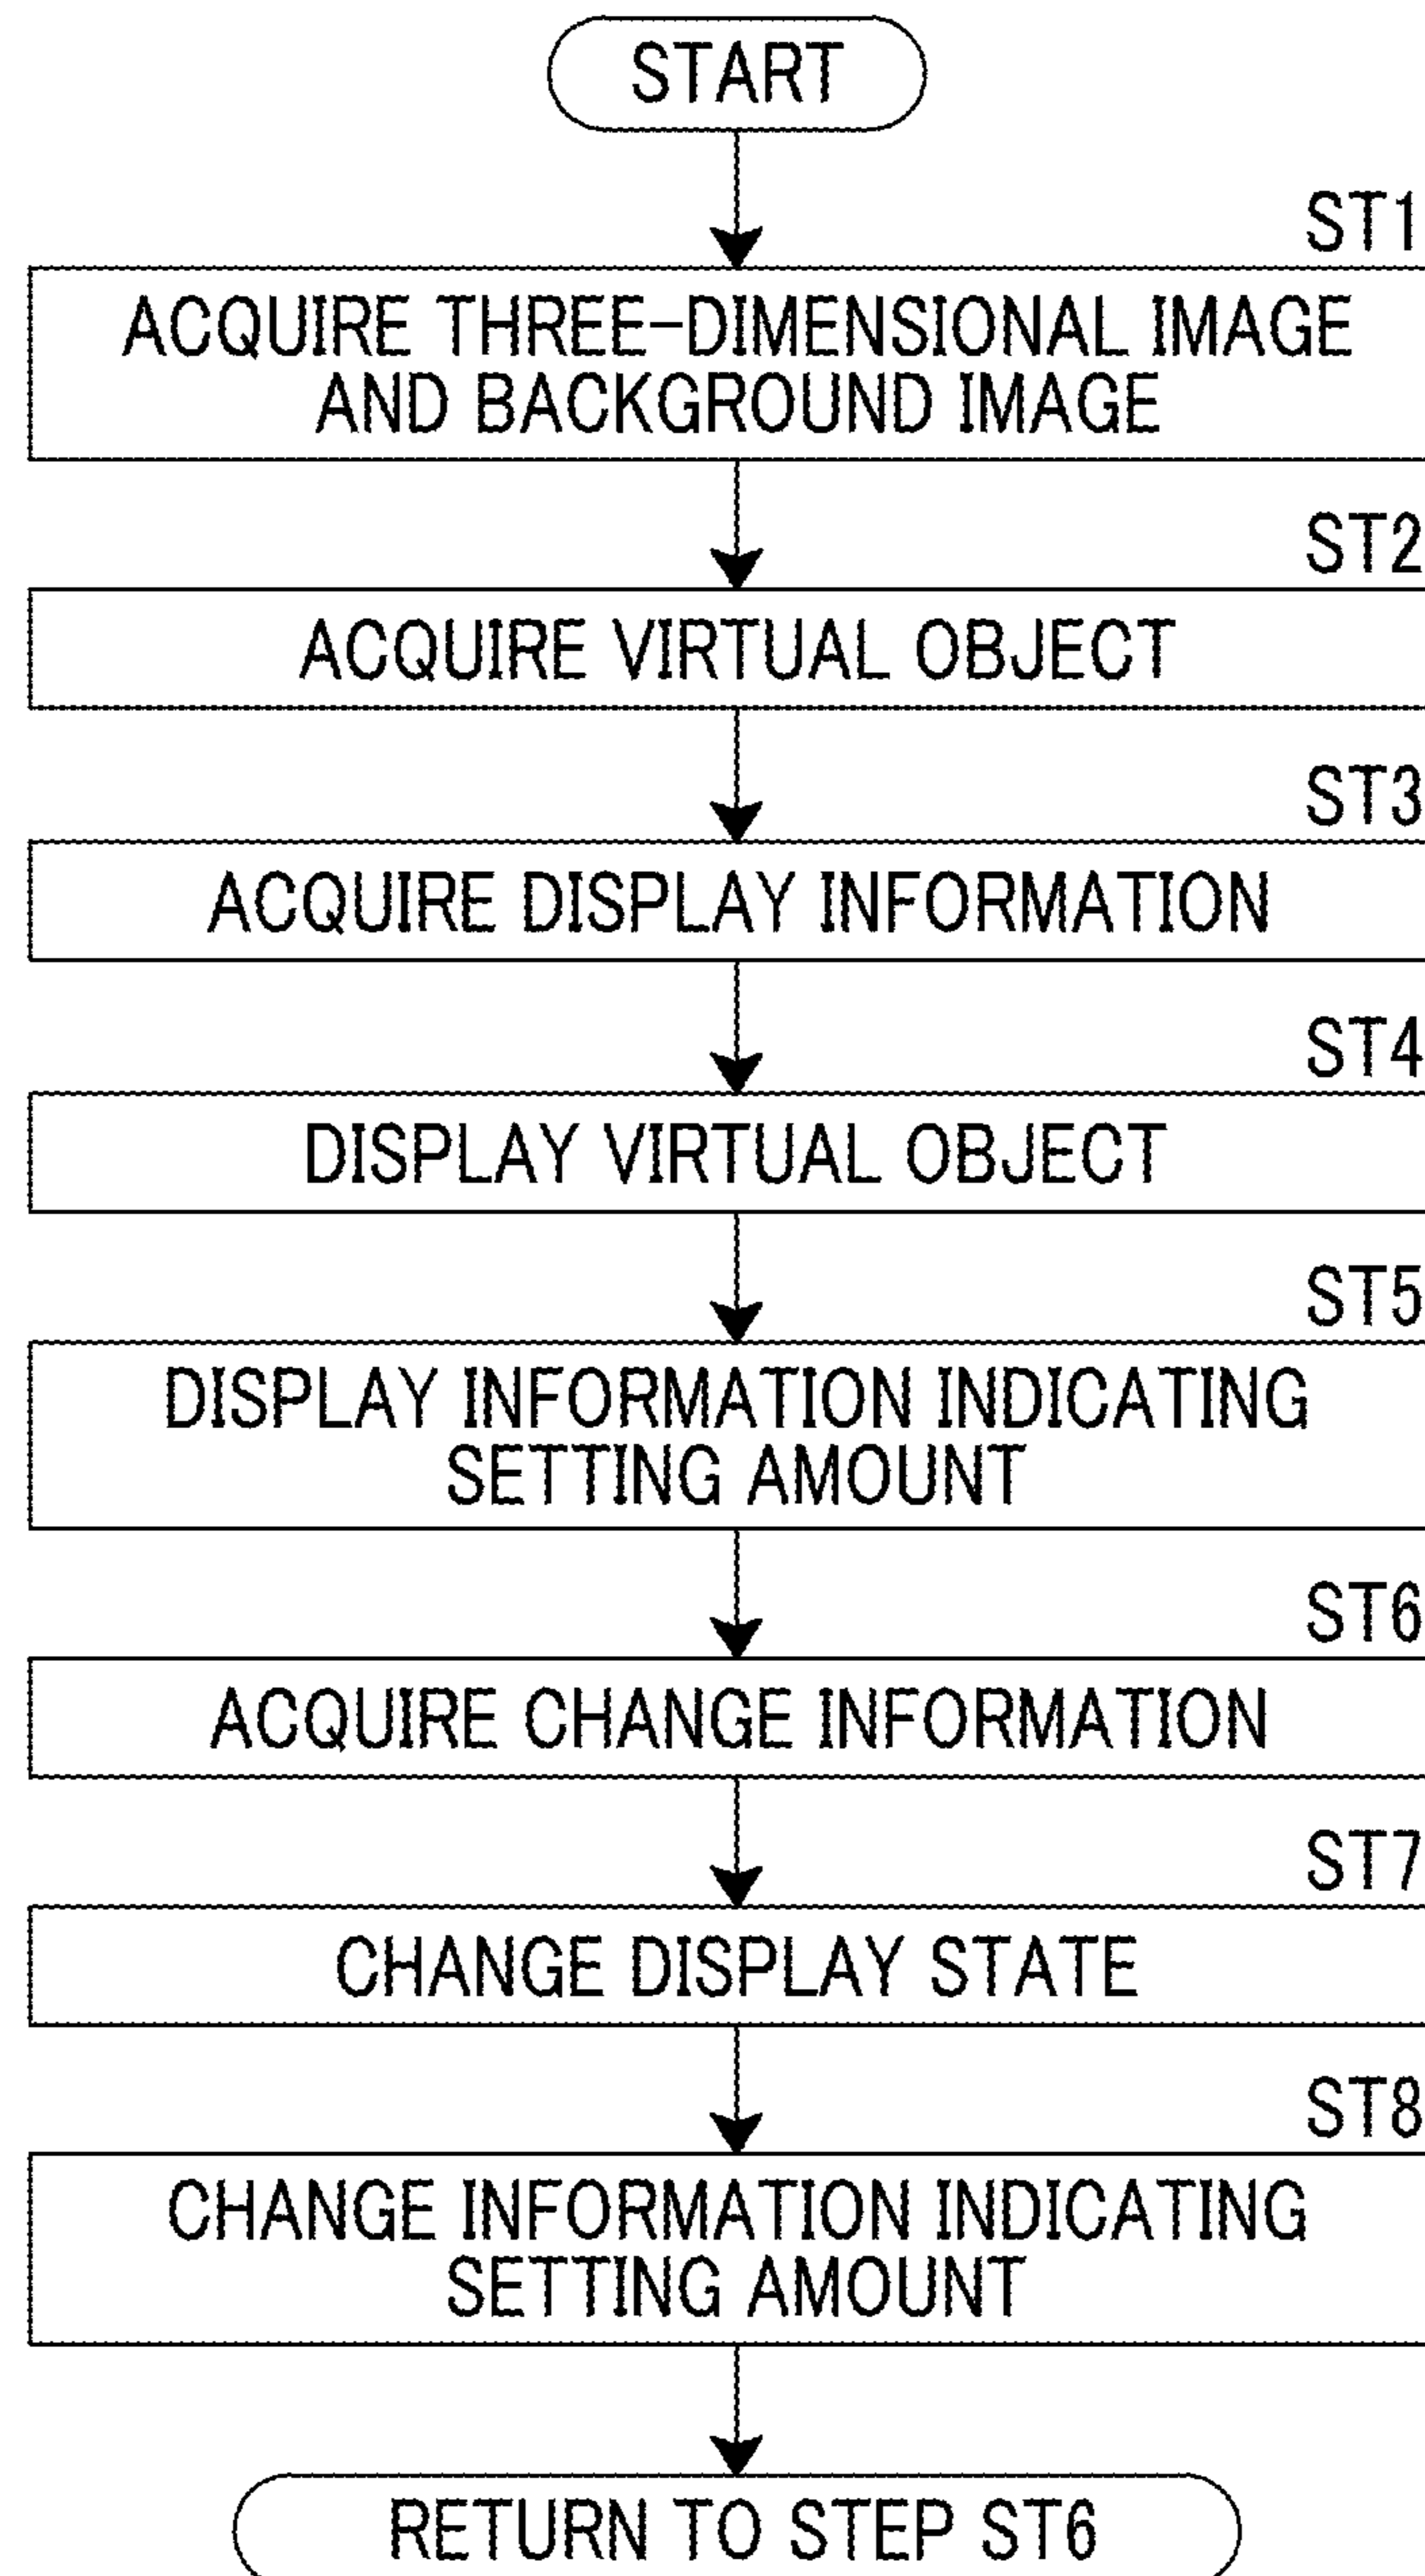 START
ST1
ACQUIRE THREE-DIMENSIONAL IMAGE
AND BACKGROUND IMAGE
ST2
ACQUIRE VIRTUAL OBJECT
ST3
ACQUIRE DISPLAY INFORMATION
ST4
DISPLAY VIRTUAL OBJECT
ST5
DISPLAY INFORMATION INDICATING
SETTING AMOUNT
ST6
ACQUIRE CHANGE INFORMATION
ST7
CHANGE DISPLAY STATE
ST8
CHANGE INFORMATION INDICATING
SETTING AMOUNT
RETURN TO STEP ST6